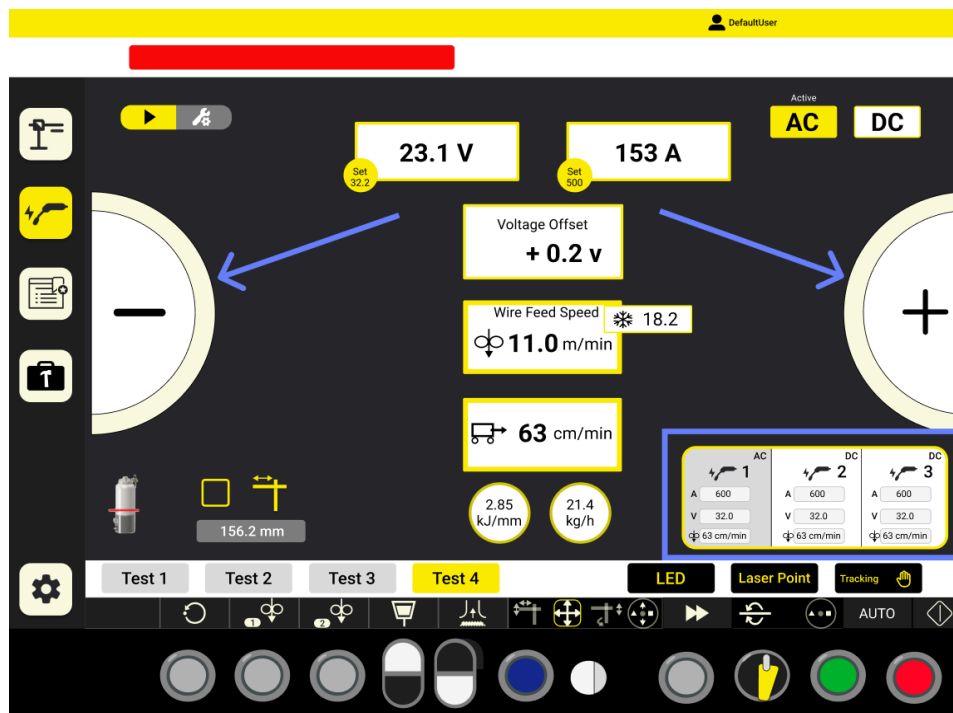 DefaultUser
Active
AC
DC
23.1 V
Set
32.2
153 A
Set
500
Voltage Offset
+ 0.2 v
Wire Feed Speed
11.0 m/min
18.2
63 cm/min
2.85
kJ/mm
21.4
kg/h
156.2 mm
AC
1
A 600
V 32.0
63 cm/min
DC
2
A 600
V 32.0
63 cm/min
DC
3
A 600
V 32.0
63 cm/min
Test 1
Test 2
Test 3
Test 4
LED
Laser Point
Tracking
1
2
AUTO